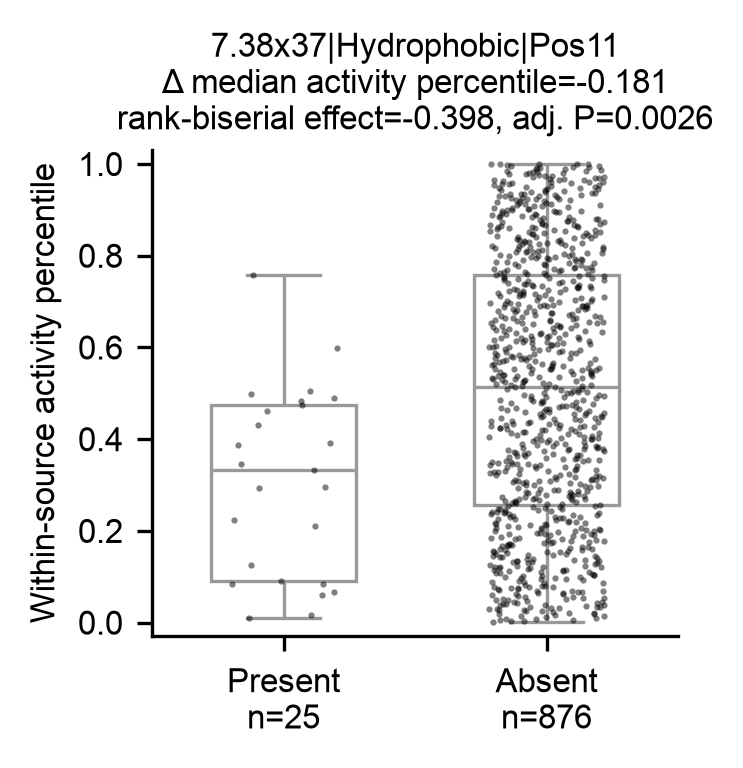 7.38x37|Hydrophobic|Pos11
Δ median activity percentile=-0.181
rank-biserial effect=-0.398, adj. P=0.0026
Within-source activity percentile
1.0
0.8
0.6
0.4
0.2
0.0
Present
n=25
Absent
n=876